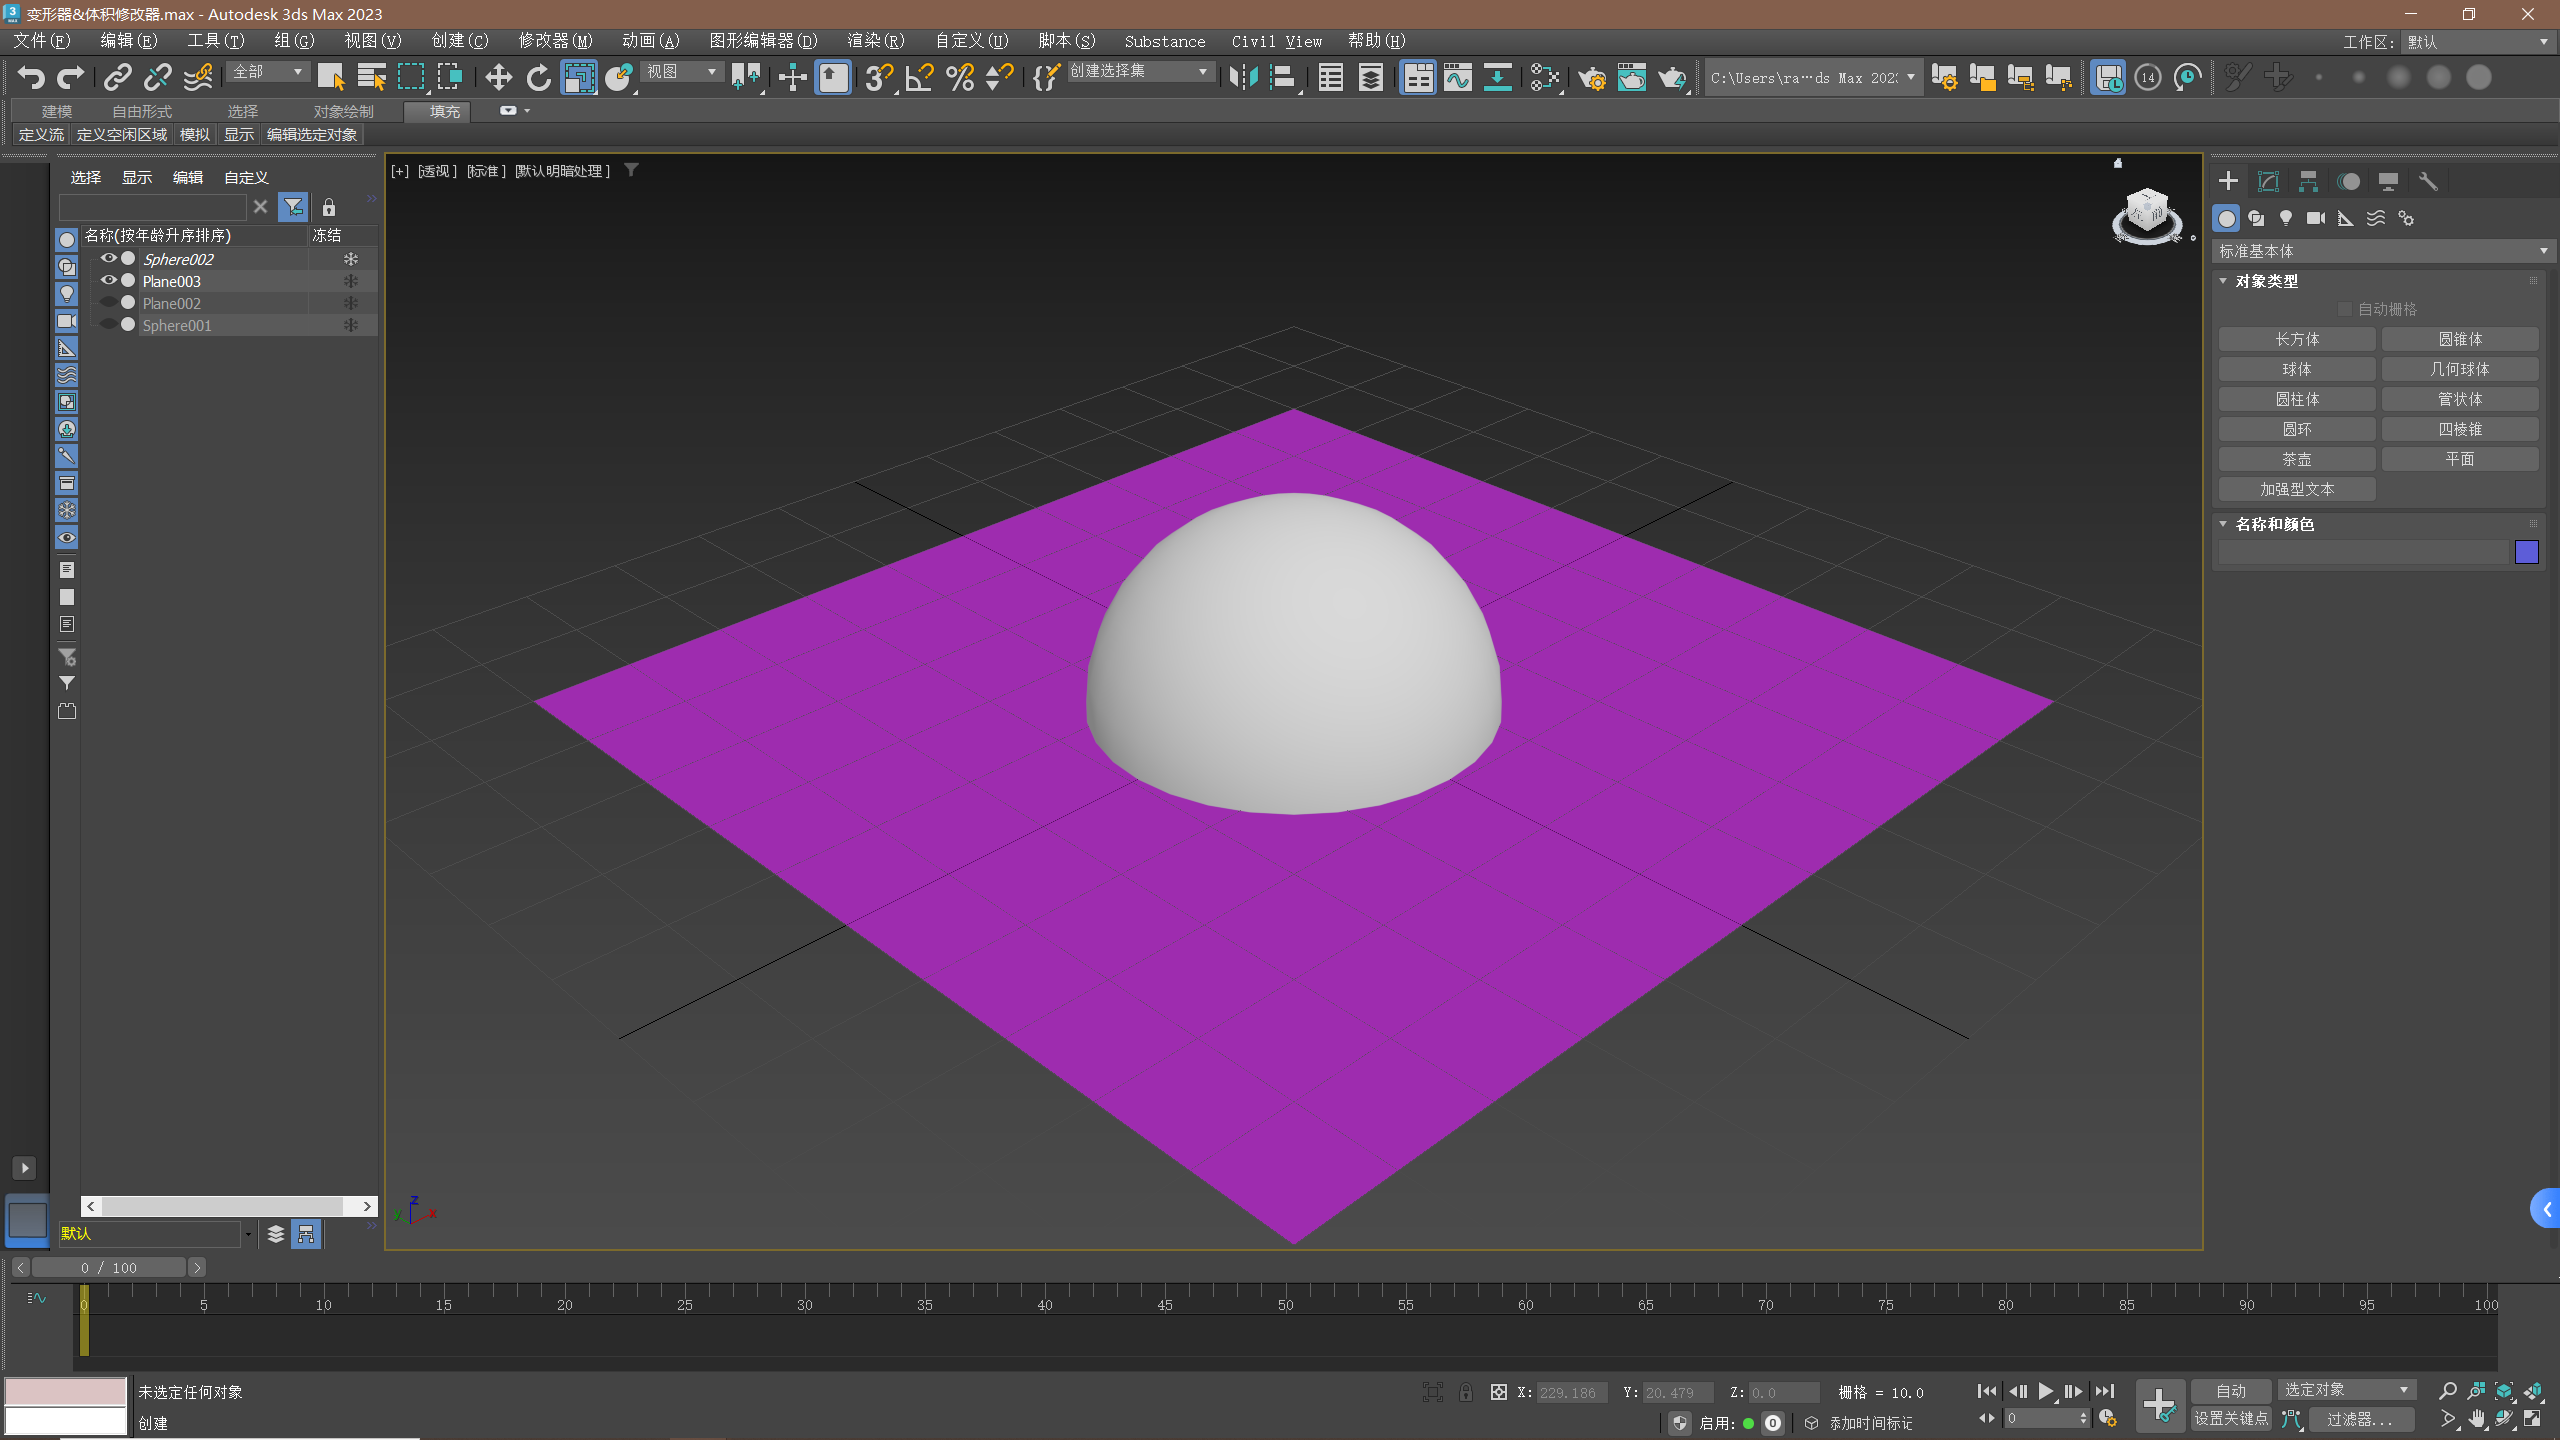 变形器&体积修改器.max - Autodesk 3ds Max 2023
文件(F) 编辑(E) 工具(T) 组(G) 视图(V) 创建(C) 修改器(M) 动画(A) 图形编辑器(D) 渲染(R) 自定义(U) 脚本(S) Substance Civil View 帮助(H) 工作区: 默认
全部 视图 创建选择集 C:\Users\ra…ds Max 202 14
建模 自由形式 选择 对象绘制 填充
定义流 定义空闲区域 模拟 显示 编辑选定对象
选择 显示 编辑 自定义
名称(按年龄升序排序) 冻结
Sphere002
Plane003
Plane002
Sphere001
默认
[+] [透视] [标准] [默认明暗处理]
z
y x
标准基本体
对象类型
自动栅格
长方体 圆锥体
球体 几何球体
圆柱体 管状体
圆环 四棱锥
茶壶 平面
加强型文本
名称和颜色
0 / 100
0 5 10 15 20 25 30 35 40 45 50 55 60 65 70 75 80 85 90 95 100
未选定任何对象 X: 229.186 Y: 20.479 Z: 0.0 栅格 = 10.0 自动 选定对象
创建 启用: 0 添加时间标记 0 设置关键点 过滤器...